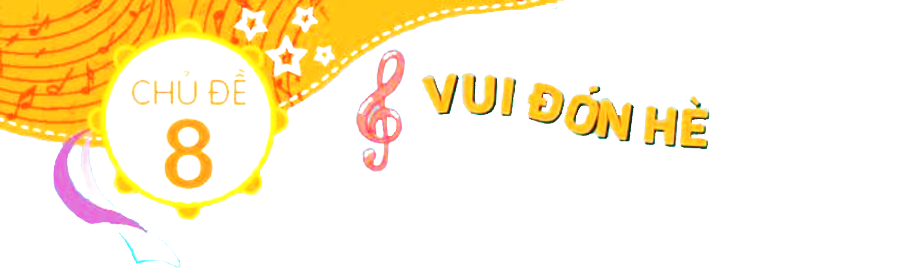 CHỦ ĐỀ
8
VUI ĐÓN HÈ